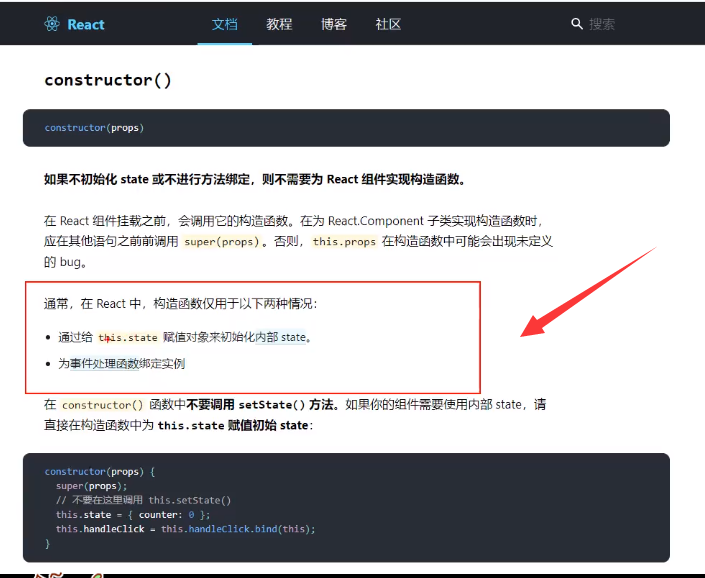 React 文档 教程 博客 社区 搜索
constructor()
constructor(props)
如果不初始化 state 或不进行方法绑定，则不需要为 React 组件实现构造函数。
在 React 组件挂载之前，会调用它的构造函数。在为 React.Component 子类实现构造函数时，
应在其他语句之前前调用 super(props)。否则，this.props 在构造函数中可能会出现未定义
的 bug。
通常，在 React 中，构造函数仅用于以下两种情况：
• 通过给 this.state 赋值对象来初始化内部 state。
• 为事件处理函数绑定实例
在 constructor() 函数中不要调用 setState() 方法。如果你的组件需要使用内部 state，请
直接在构造函数中为 this.state 赋值初始 state：
constructor(props) {
  super(props);
  // 不要在这里调用 this.setState()
  this.state = { counter: 0 };
  this.handleClick = this.handleClick.bind(this);
}